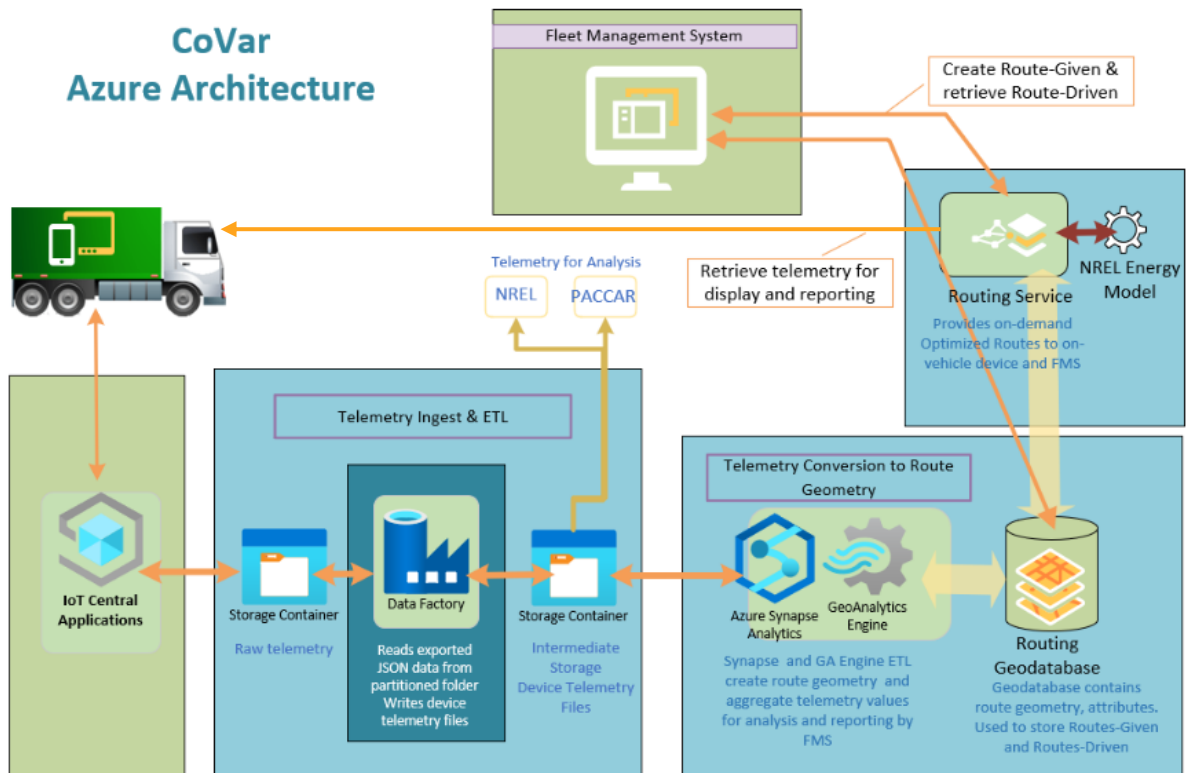 CoVar
Azure Architecture
Fleet Management System
Create Route-Given &
retrieve Route-Driven
Retrieve telemetry for
display and reporting
Routing Service
Provides on-demand
Optimized Routes to on-
vehicle device and FMS
NREL Energy
Model
Telemetry for Analysis
NREL
PACCAR
Telemetry Ingest & ETL
IoT Central
Applications
Storage Container
Raw telemetry
Data Factory
Reads exported
JSON data from
partitioned folder
Writes device
telemetry files
Storage Container
Intermediate
Storage
Device Telemetry
Files
Telemetry Conversion to Route
Geometry
Azure Synapse
Analytics
GeoAnalytics
Engine
Synapse and GA Engine ETL
create route geometry and
aggregate telemetry values
for analysis and reporting by
FMS
Routing
Geodatabase
Geodatabase contains
route geometry, attributes.
Used to store Routes-Given
and Routes-Driven